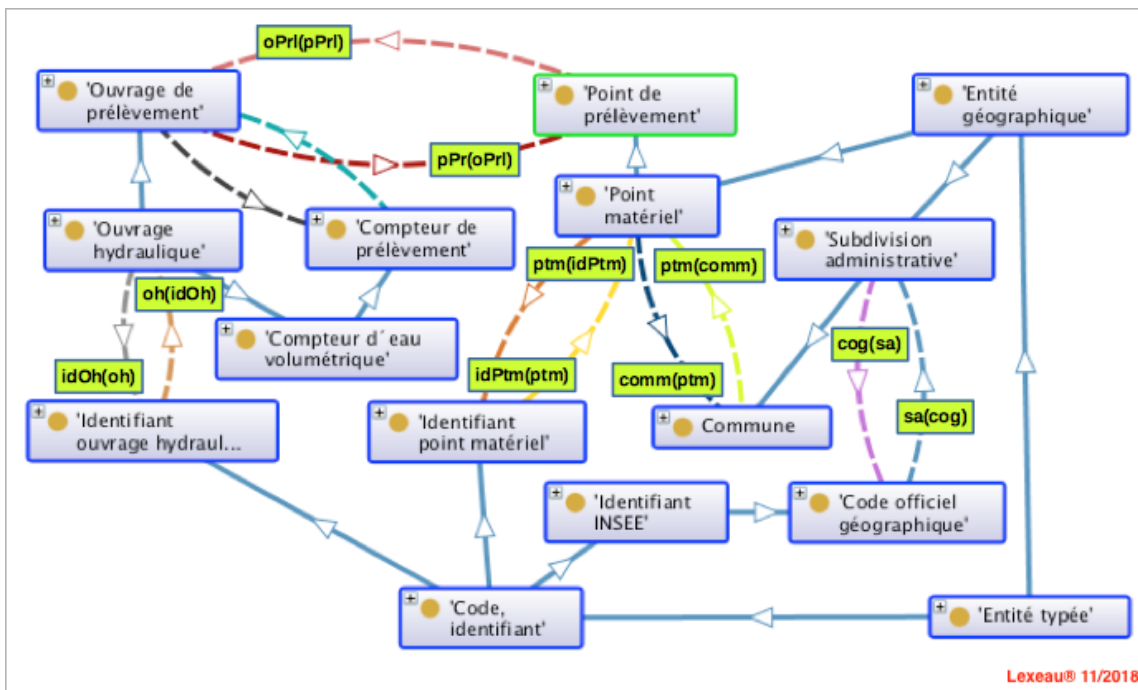 oPrl(pPrl)
'Ouvrage de
prélèvement'
'Point de
prélèvement'
'Entité
géographique'
pPr(oPrl)
'Ouvrage
hydraulique'
'Compteur de
prélèvement'
'Point
matériel'
'Subdivision
administrative'
ptm(idPtm)
ptm(comm)
oh(idOh)
'Compteur d´eau
volumétrique'
cog(sa)
idOh(oh)
idPtm(ptm)
comm(ptm)
sa(cog)
'Identifiant
ouvrage hydraul...
'Identifiant
point matériel'
Commune
'Identifiant
INSEE'
'Code officiel
géographique'
'Code,
identifiant'
'Entité typée'
Lexeau® 11/2018